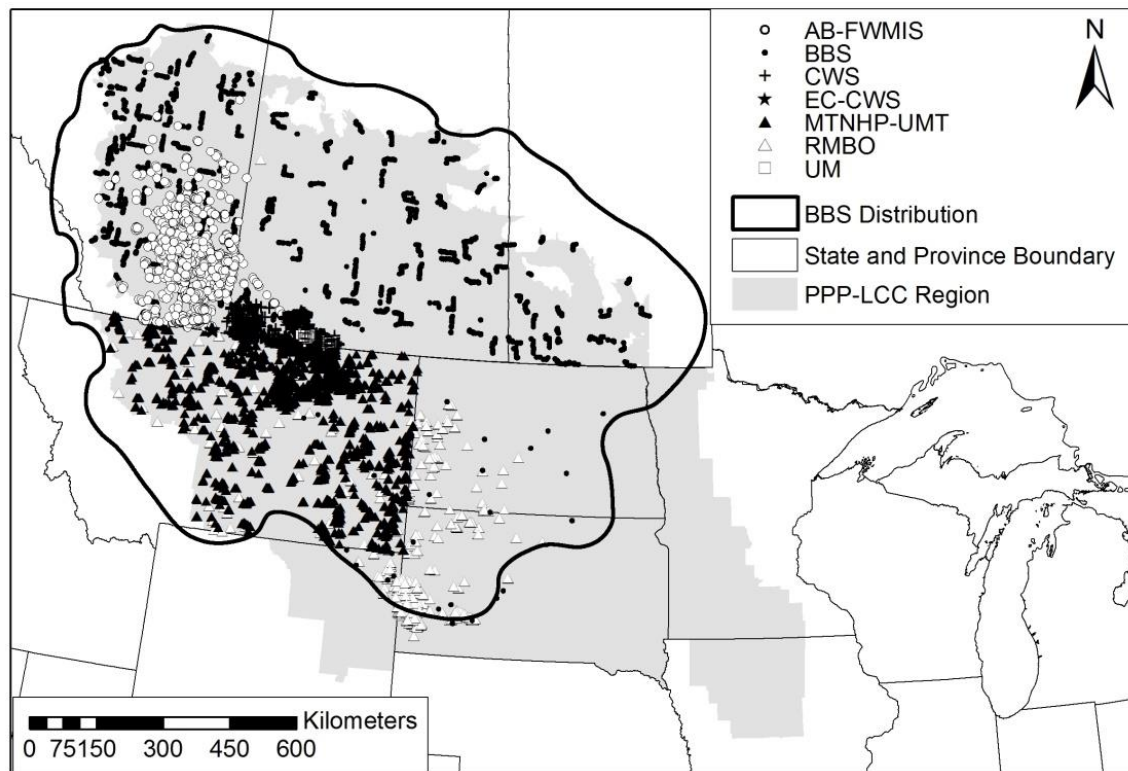 N
AB-FWMIS
BBS
CWS
EC-CWS
MTNHP-UMT
RMBO
UM
BBS Distribution
State and Province Boundary
PPP-LCC Region
Kilometers
0 75150 300 450 600